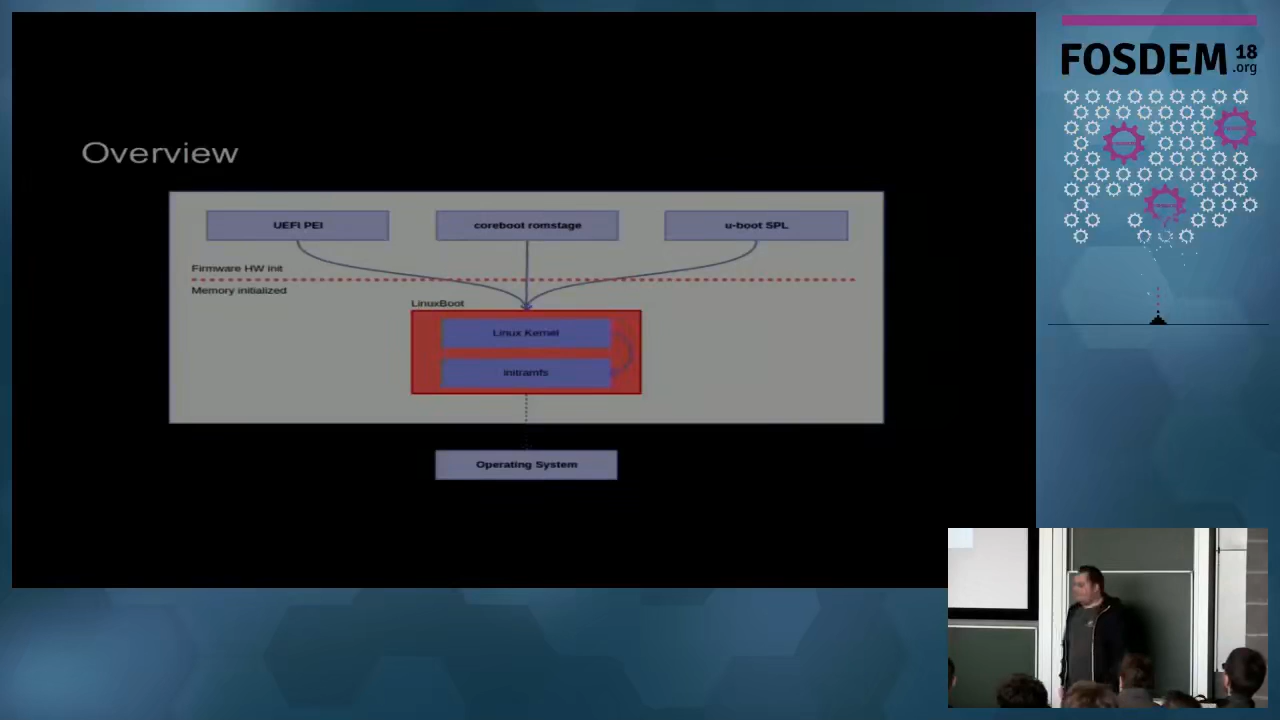 Overview
UEFI PEI
coreboot romstage
u-boot SPL
Firmware HW init
Memory initialized
LinuxBoot
Linux Kernel
initramfs
Operating System
FOSDEM 18
.org